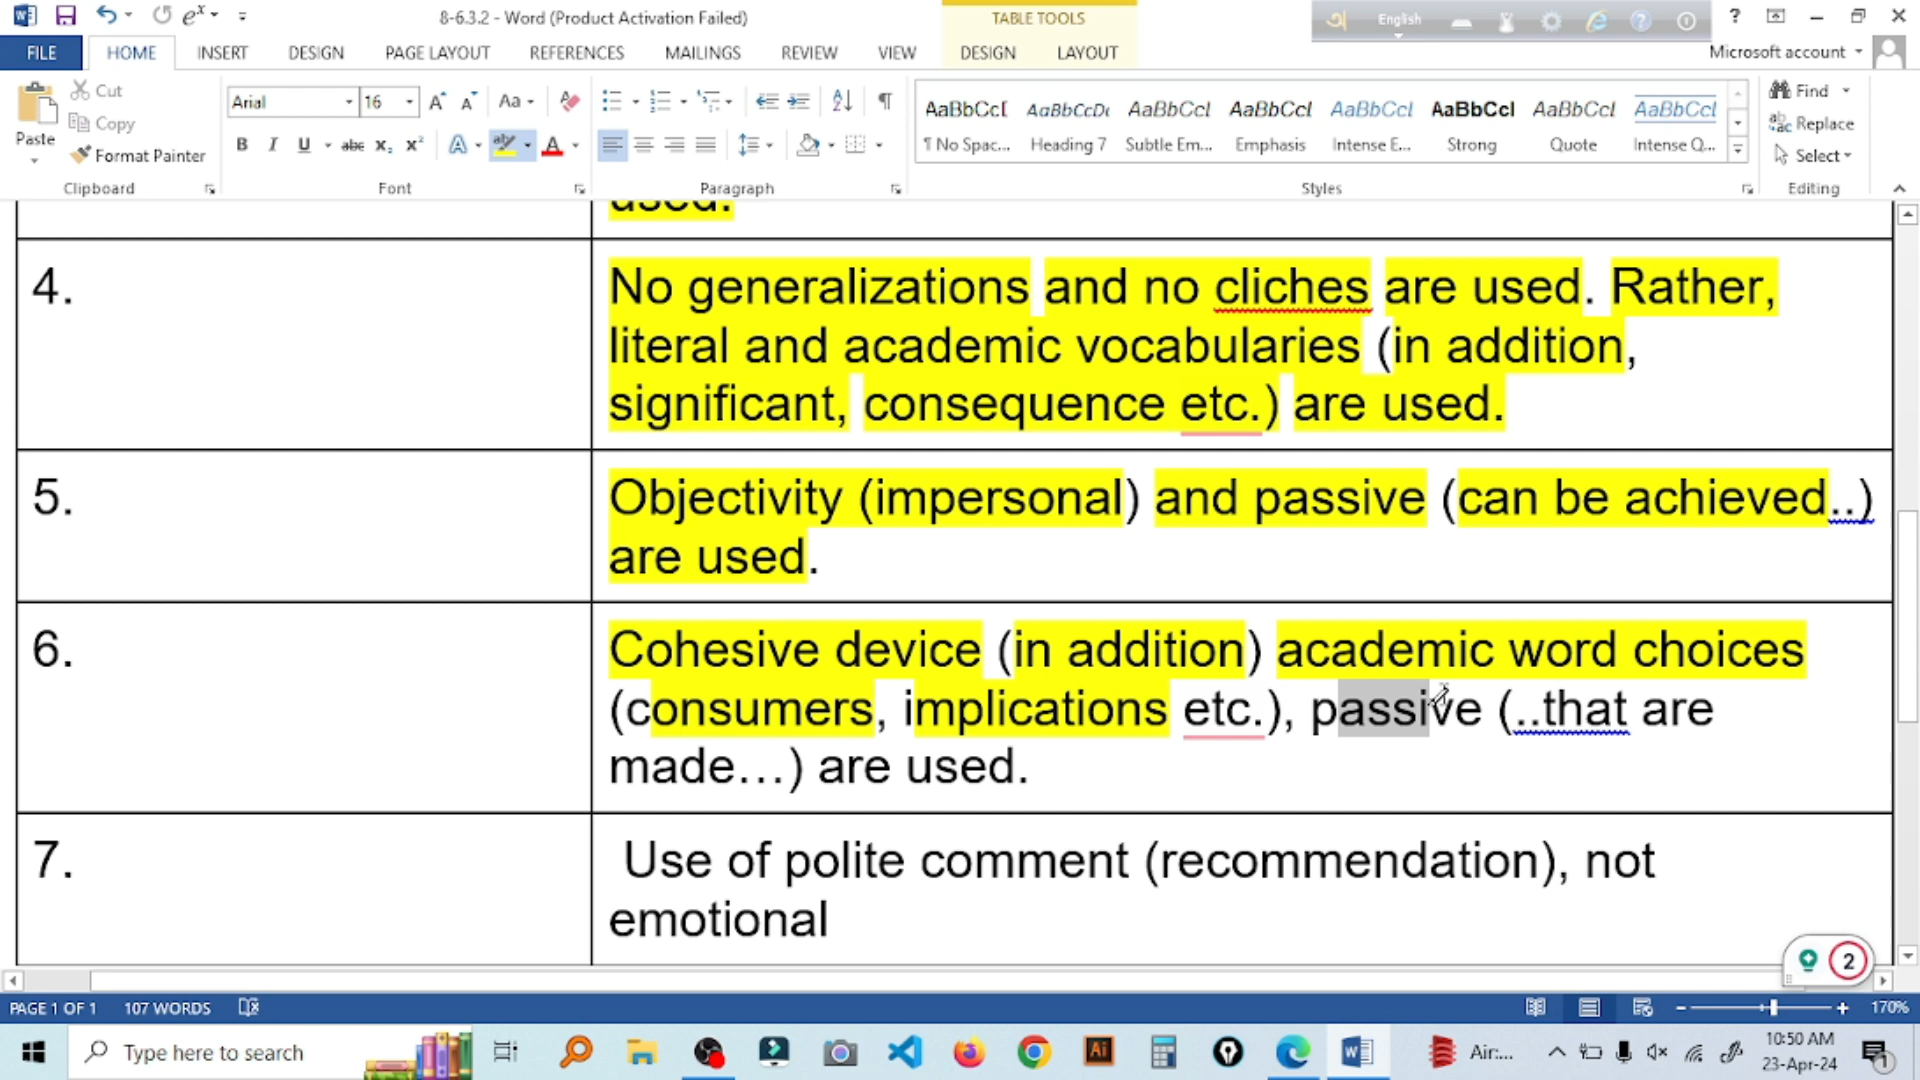 8-6.3.2 - Word (Product Activation Failed)
TABLE TOOLS
English
FILE HOME INSERT DESIGN PAGE LAYOUT REFERENCES MAILINGS REVIEW VIEW DESIGN LAYOUT
Microsoft account
Paste
Cut
Copy
Format Painter
Clipboard
Arial 16
Font
Paragraph
AaBbCcI AaBbCcDc AaBbCcI AaBbCcI AaBbCcI AaBbCcI AaBbCcI AaBbCcI
¶ No Spac... Heading 7 Subtle Em... Emphasis Intense E... Strong Quote Intense Q...
Styles
Find
Replace
Select
Editing
used.
4.
No generalizations and no cliches are used. Rather,
literal and academic vocabularies (in addition,
significant, consequence etc.) are used.
5.
Objectivity (impersonal) and passive (can be achieved..)
are used.
6.
Cohesive device (in addition) academic word choices
(consumers, implications etc.), passive (..that are
made…) are used.
7.
Use of polite comment (recommendation), not
emotional
2
PAGE 1 OF 1 107 WORDS
170%
Type here to search
Ai
Air:...
10:50 AM
23-Apr-24
1